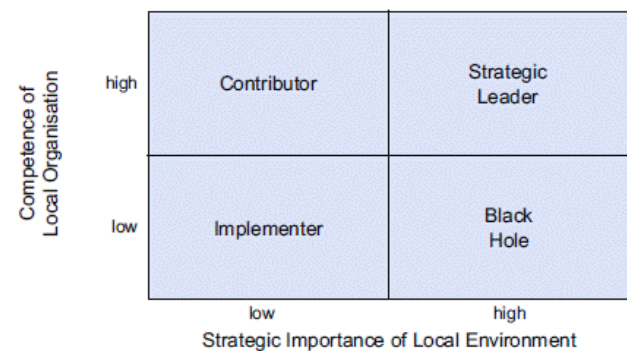 Competence of
Local Organisation
high
Contributor
Strategic
Leader
low
Implementer
Black
Hole
low
high
Strategic Importance of Local Environment